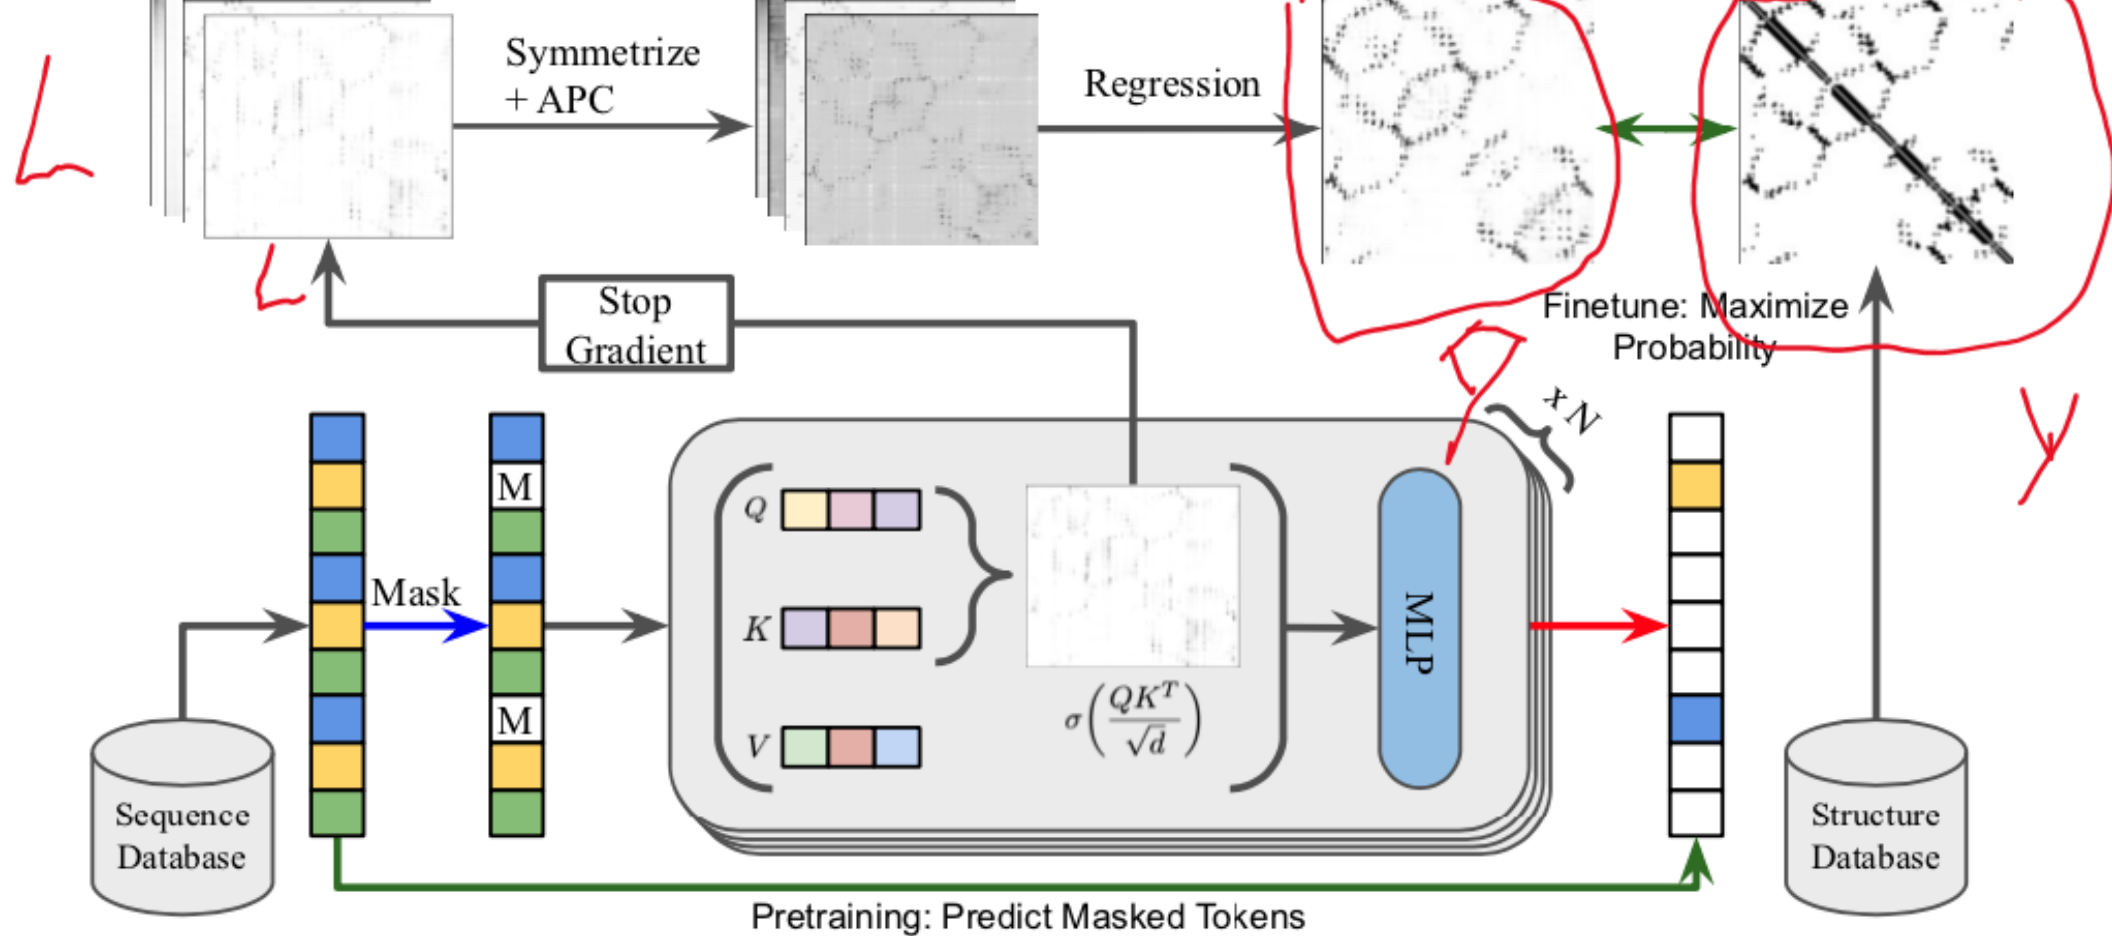 Symmetrize
+ APC
Regression
L
L
Stop
Gradient
Finetune: Maximize
Probability
x N
y
M
Q
Mask
K
MLP
M
V
σ(QK^T/√d)
Sequence
Database
Structure
Database
Pretraining: Predict Masked Tokens